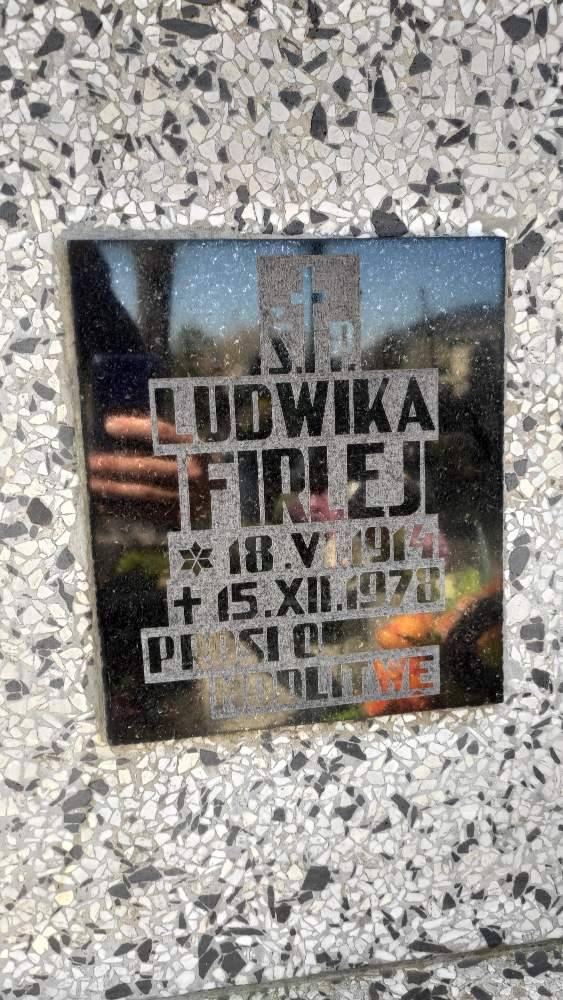 Ś. P.
LUDWIKA
FIRLEJ
18.VI.1914
15.XII.1978
PROSI O
MODLITWE